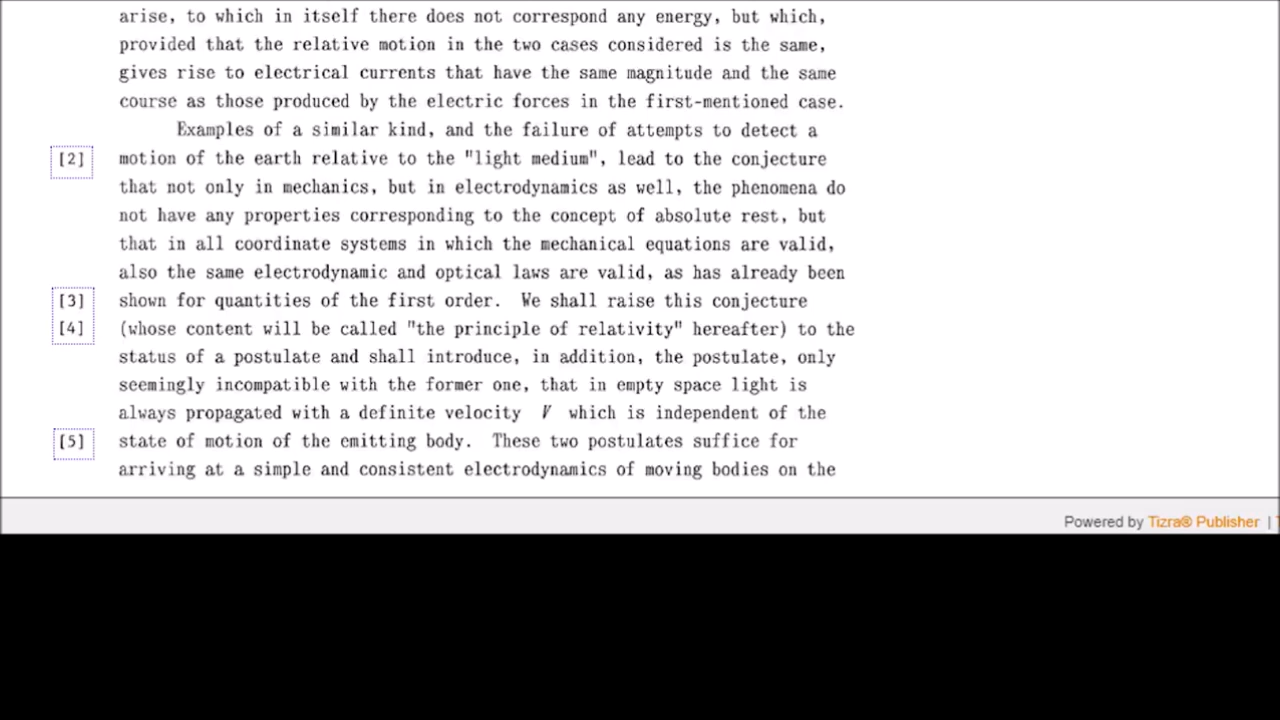 arise, to which in itself there does not correspond any energy, but which,
provided that the relative motion in the two cases considered is the same,
gives rise to electrical currents that have the same magnitude and the same
course as those produced by the electric forces in the first-mentioned case.
Examples of a similar kind, and the failure of attempts to detect a
[2] motion of the earth relative to the "light medium", lead to the conjecture
that not only in mechanics, but in electrodynamics as well, the phenomena do
not have any properties corresponding to the concept of absolute rest, but
that in all coordinate systems in which the mechanical equations are valid,
also the same electrodynamic and optical laws are valid, as has already been
[3] shown for quantities of the first order. We shall raise this conjecture
[4] (whose content will be called "the principle of relativity" hereafter) to the
status of a postulate and shall introduce, in addition, the postulate, only
seemingly incompatible with the former one, that in empty space light is
always propagated with a definite velocity V which is independent of the
[5] state of motion of the emitting body. These two postulates suffice for
arriving at a simple and consistent electrodynamics of moving bodies on the
Powered by Tizra® Publisher |